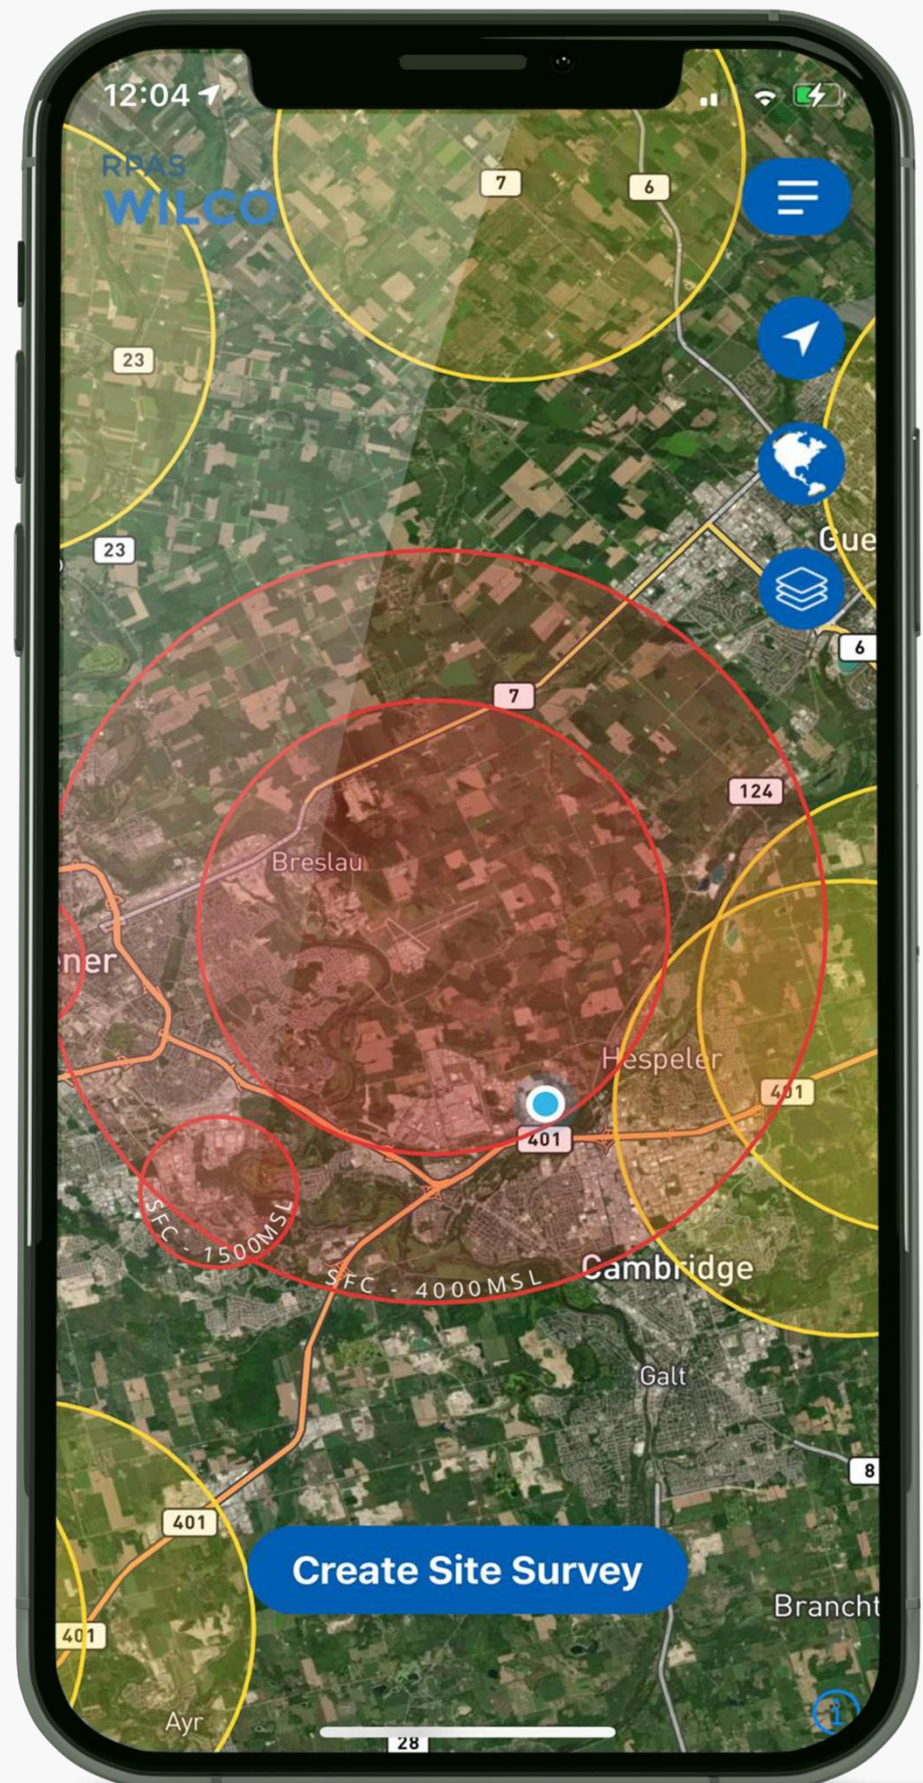 12:04
RPAS
WILCO
7
6
23
23
Gue
6
7
124
Breslau
ener
Hespeler
401
401
SFC - 1500MSL
SFC - 4000MSL
Cambridge
Galt
8
401
Create Site Survey
Brancht
401
Ayr
28
i